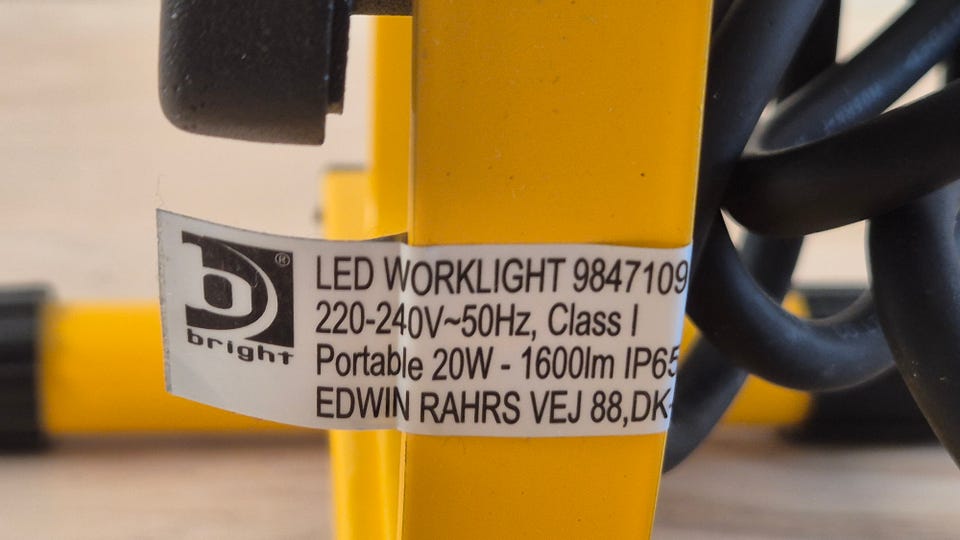 b®
bright
LED WORKLIGHT 9847109
220-240V~50Hz, Class I
Portable 20W - 1600lm IP65
EDWIN RAHRS VEJ 88,DK-